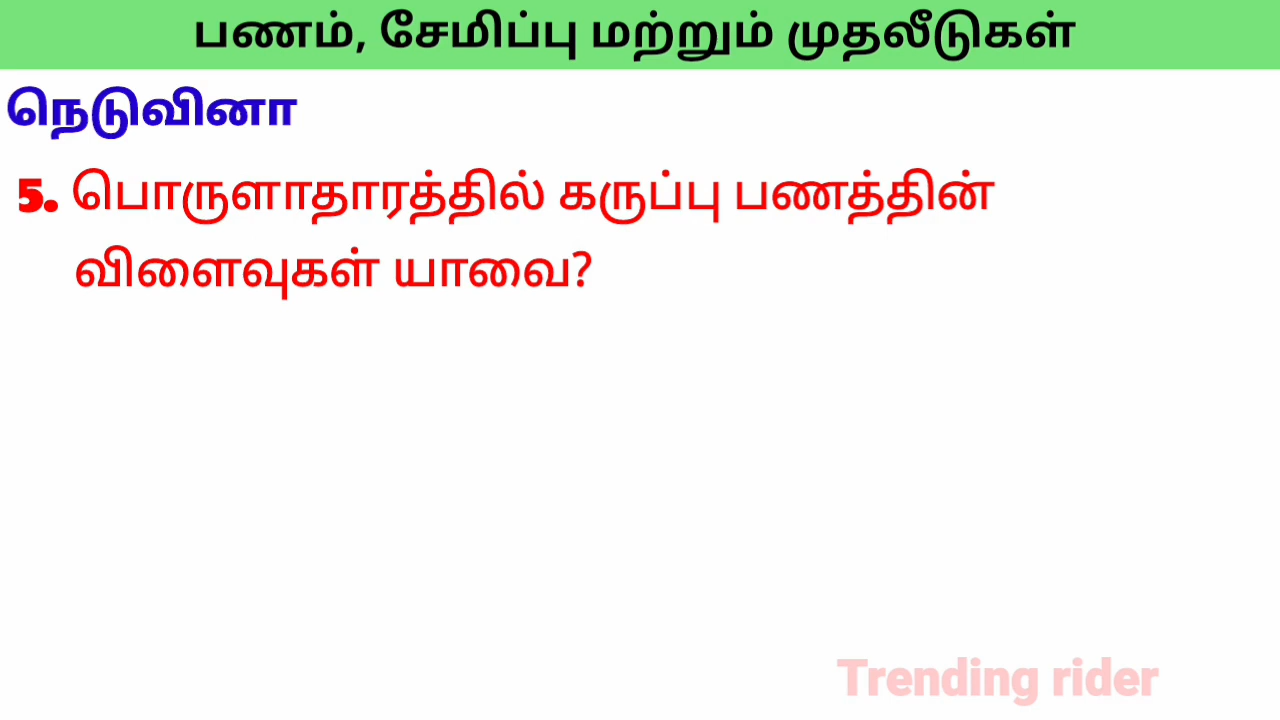 பணம், சேமிப்பு மற்றும் முதலீடுகள்
நெடுவினா
5. பொருளாதாரத்தில் கருப்பு பணத்தின்
விளைவுகள் யாவை?
Trending rider